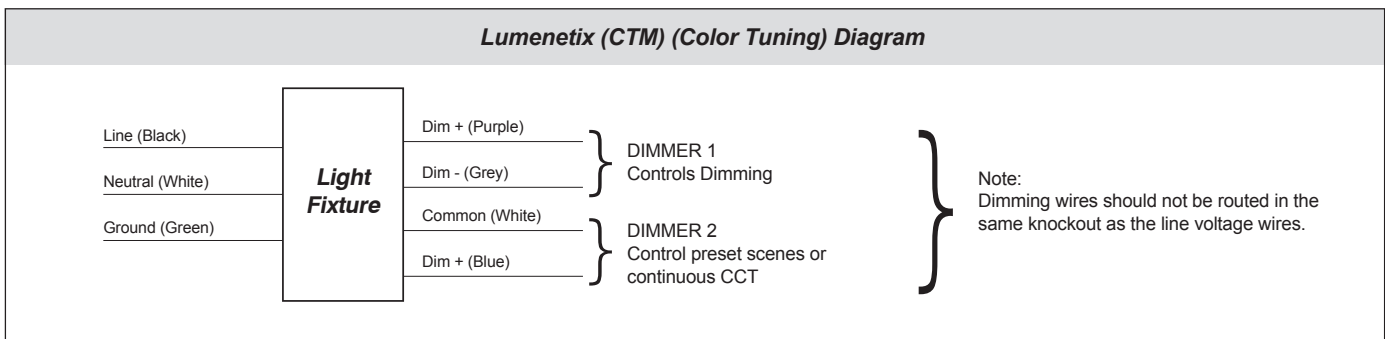 Lumenetix (CTM) (Color Tuning) Diagram
Line (Black)
Neutral (White)
Ground (Green)
Light
Fixture
Dim + (Purple)
Dim - (Grey)
Common (White)
Dim + (Blue)
DIMMER 1
Controls Dimming
DIMMER 2
Control preset scenes or
continuous CCT
Note:
Dimming wires should not be routed in the
same knockout as the line voltage wires.